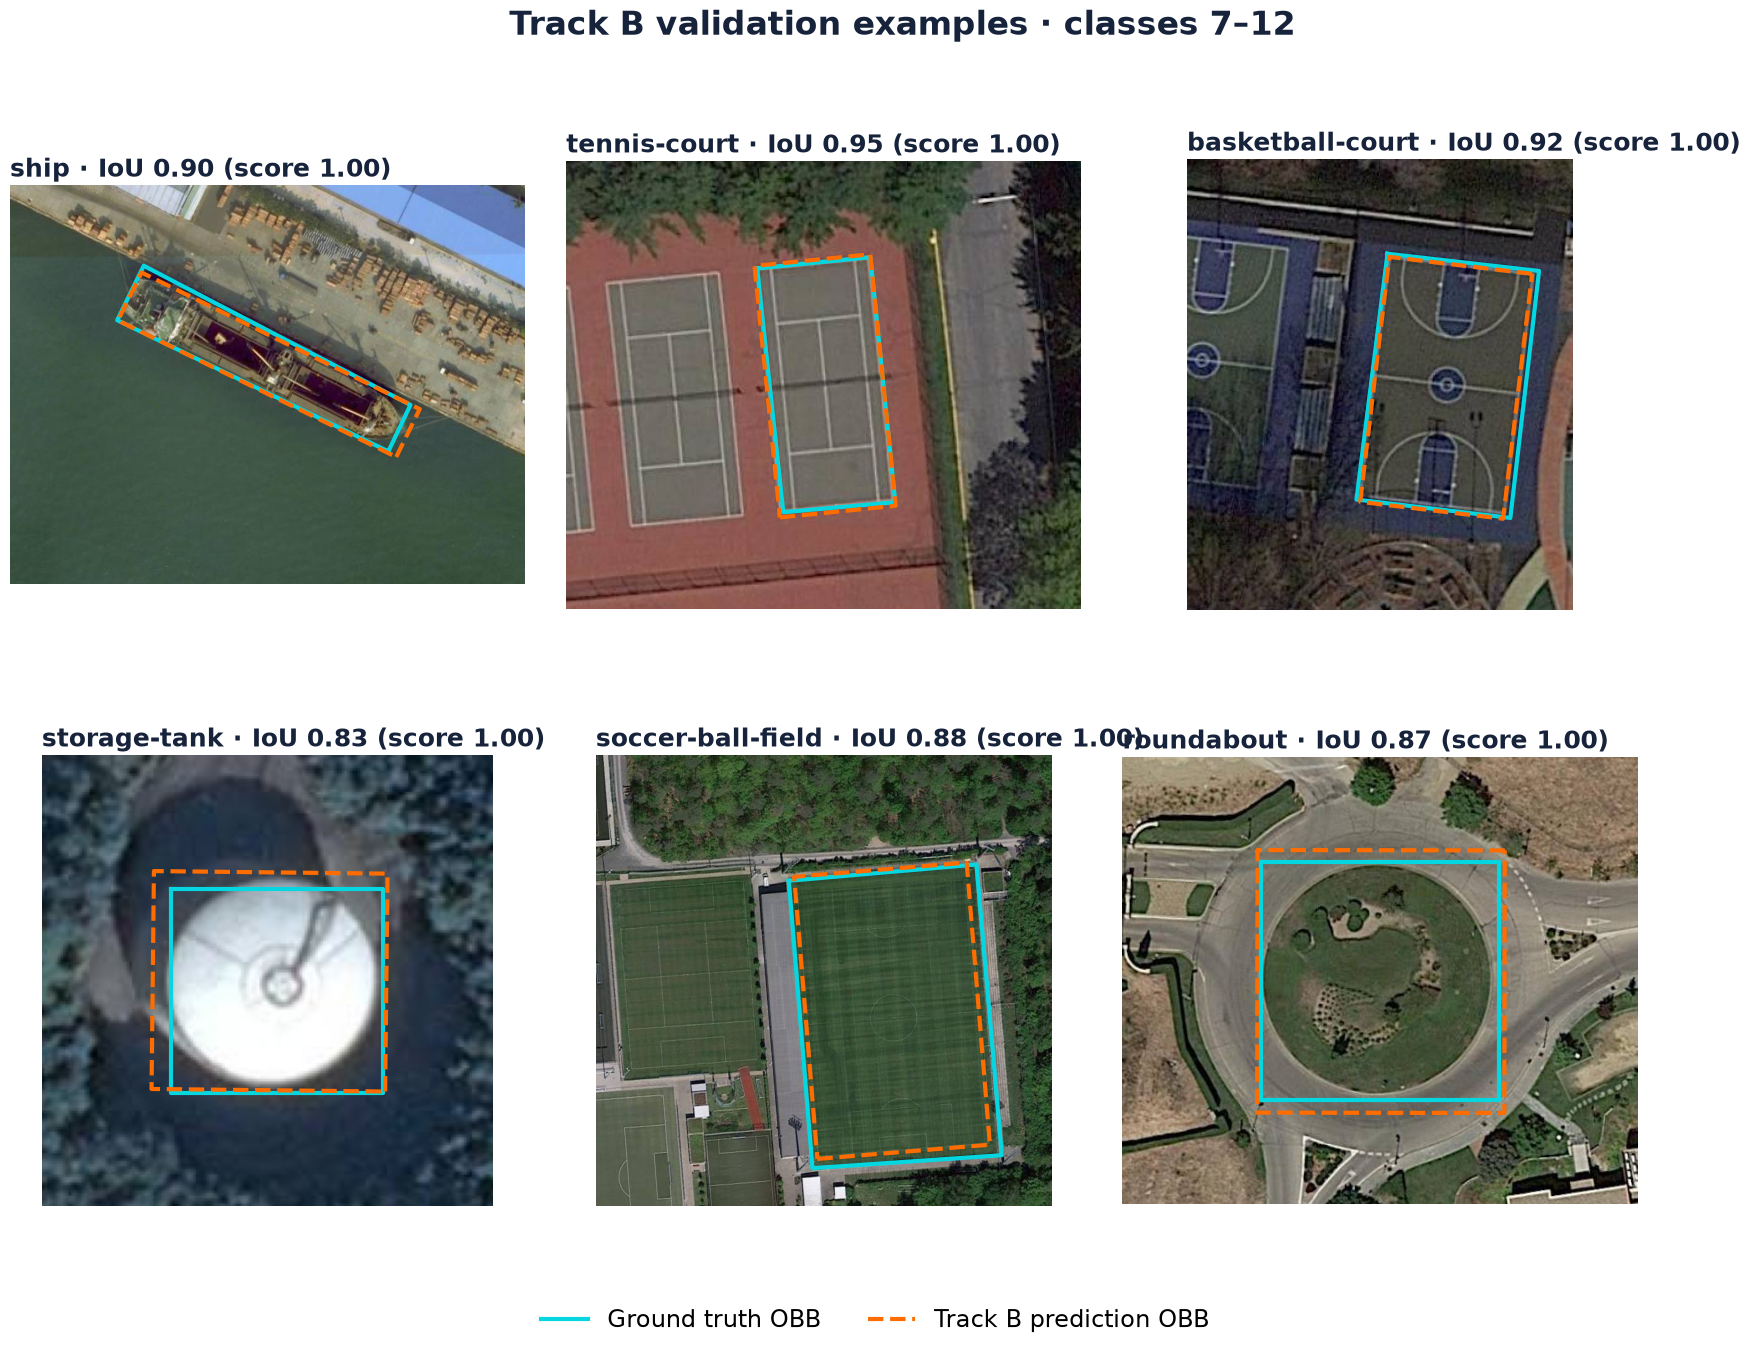 Track B validation examples · classes 7–12
ship · IoU 0.90 (score 1.00)
tennis-court · IoU 0.95 (score 1.00)
basketball-court · IoU 0.92 (score 1.00)
storage-tank · IoU 0.83 (score 1.00)
soccer-ball-field · IoU 0.88 (score 1.00)
roundabout · IoU 0.87 (score 1.00)
Ground truth OBB
Track B prediction OBB